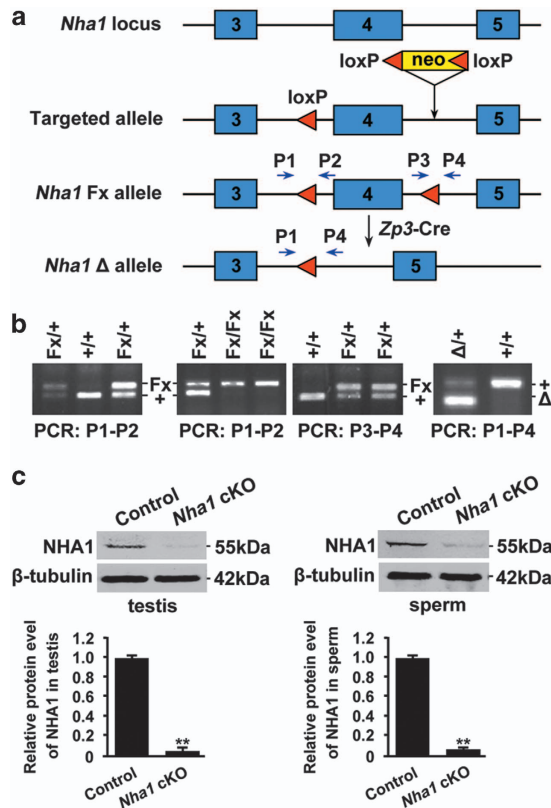 a
Nha1 locus 3 4 5
loxP neo loxP
loxP
Targeted allele 3 4 5
P1 P2 P3 P4
Nha1 Fx allele 3 4 5
Zp3-Cre
P1 P4
Nha1 Δ allele 3 5
b
Fx/+ +/+ Fx/+ Fx/+ Fx/Fx Fx/Fx +/+ Fx/+ Fx/+ Δ/+ +/+
Fx Fx +
+ + Δ
PCR: P1-P2 PCR: P1-P2 PCR: P3-P4 PCR: P1-P4
c
Control Nha1 cKO
NHA1 55kDa
β-tubulin 42kDa
testis
Control Nha1 cKO
NHA1 55kDa
β-tubulin 42kDa
sperm
Relative protein evel
of NHA1 in testis
1.2
1.0
0.8
0.6
0.4
0.2
0
**
Control
Nha1 cKO
Relative protein evel
of NHA1 in sperm
1.2
1.0
0.8
0.6
0.4
0.2
0
**
Control
Nha1 cKO